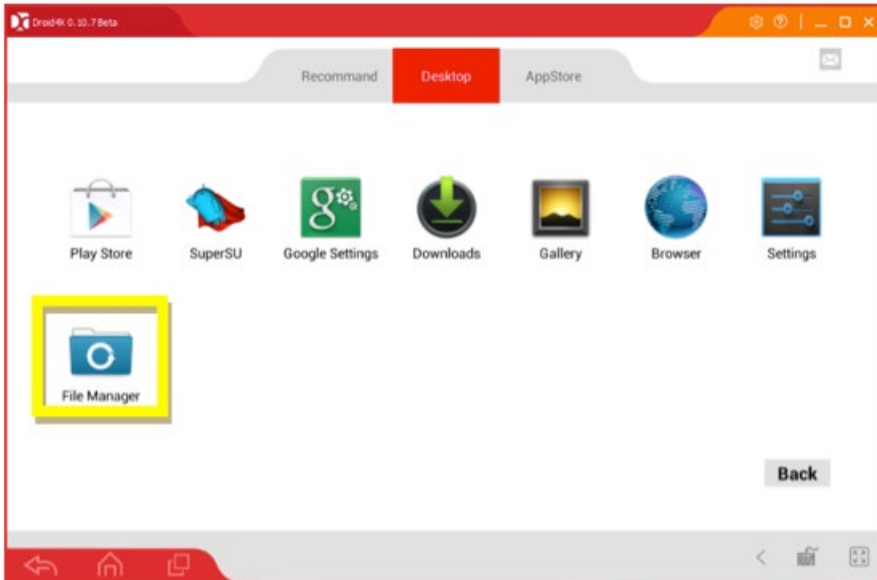 Droid4X 0.10.7 Beta
Recommand
Desktop
AppStore
Play Store
SuperSU
Google Settings
Downloads
Gallery
Browser
Settings
File Manager
Back